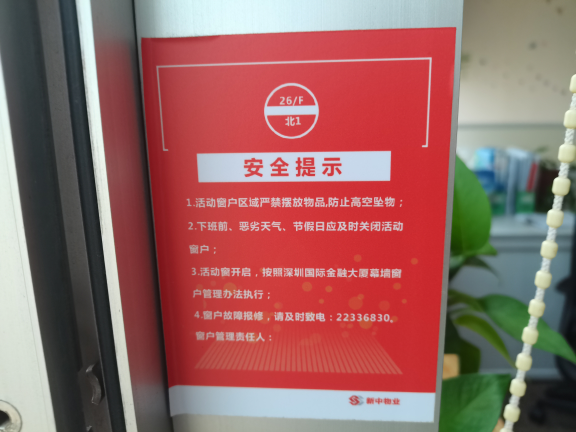 26/F
北1
安全提示
1.活动窗户区域严禁摆放物品,防止高空坠物；
2.下班前、恶劣天气、节假日应及时关闭活动
窗户；
3.活动窗开启，按照深圳国际金融大厦幕墙窗
户管理办法执行；
4.窗户故障报修，请及时致电：22336830。
窗户管理责任人：
新中物业